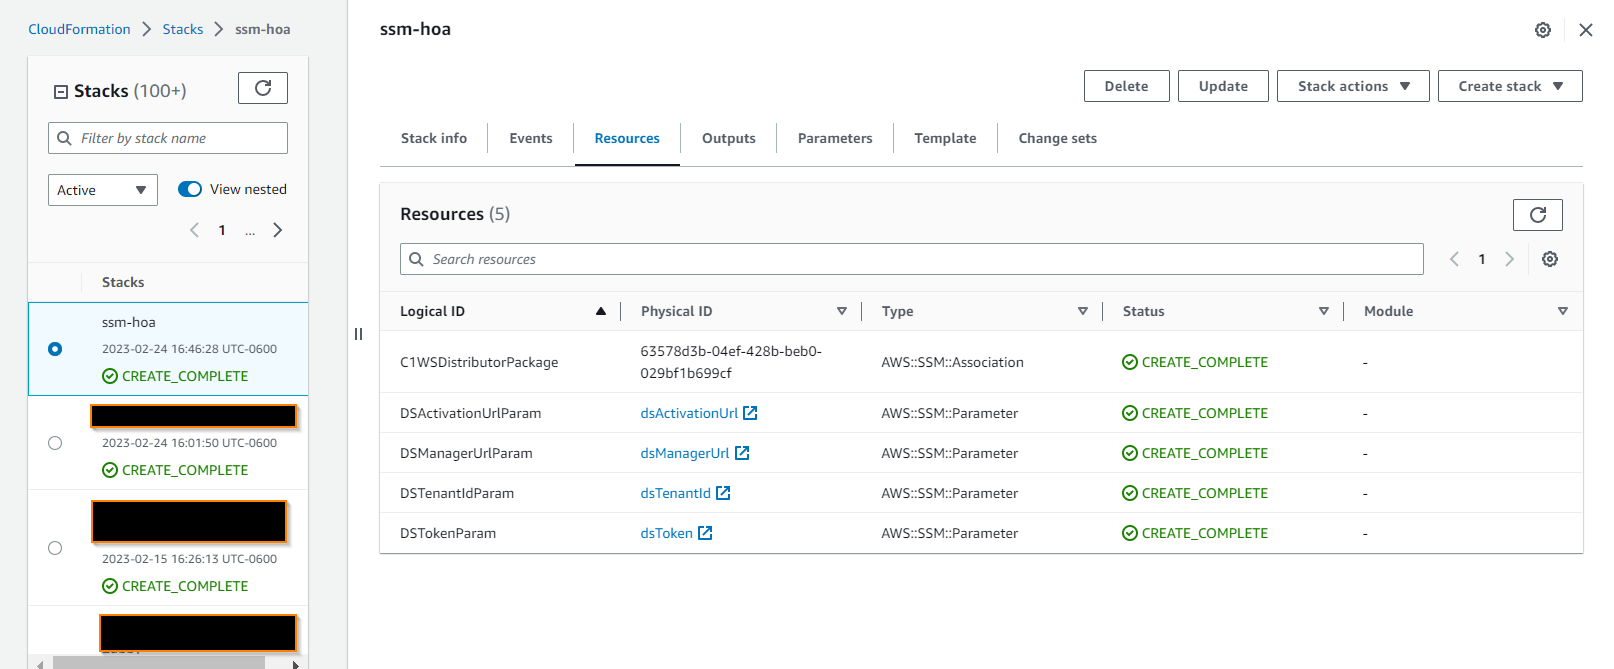 CloudFormation > Stacks > ssm-hoa
Stacks (100+)
Filter by stack name
Active
View nested
1 ...
Stacks
ssm-hoa
2023-02-24 16:46:28 UTC-0600
CREATE_COMPLETE
2023-02-24 16:01:50 UTC-0600
CREATE_COMPLETE
2023-02-15 16:26:13 UTC-0600
CREATE_COMPLETE
ssm-hoa
Delete Update Stack actions Create stack
Stack info Events Resources Outputs Parameters Template Change sets
Resources (5)
Search resources
1
Logical ID Physical ID Type Status Module
C1WSDistributorPackage 63578d3b-04ef-428b-beb0-029bf1b699cf AWS::SSM::Association CREATE_COMPLETE -
DSActivationUrlParam dsActivationUrl AWS::SSM::Parameter CREATE_COMPLETE -
DSManagerUrlParam dsManagerUrl AWS::SSM::Parameter CREATE_COMPLETE -
DSTenantIdParam dsTenantId AWS::SSM::Parameter CREATE_COMPLETE -
DSTokenParam dsToken AWS::SSM::Parameter CREATE_COMPLETE -